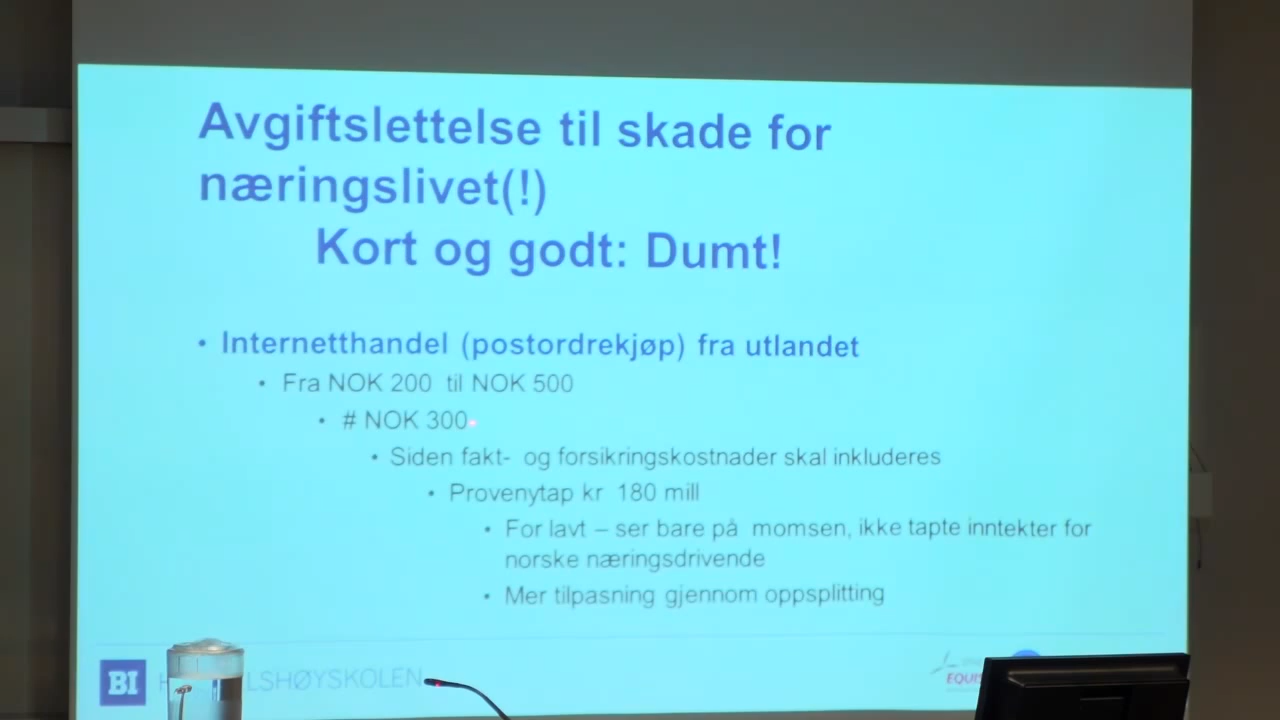 Avgiftslettelse til skade for
næringslivet(!)
Kort og godt: Dumt!
• Internetthandel (postordrekjøp) fra utlandet
• Fra NOK 200 til NOK 500
• # NOK 300
• Siden fakt- og forsikringskostnader skal inkluderes
• Provenytap kr 180 mill
• For lavt – ser bare på momsen, ikke tapte inntekter for
norske næringsdrivende
• Mer tilpasning gjennom oppsplitting
BI